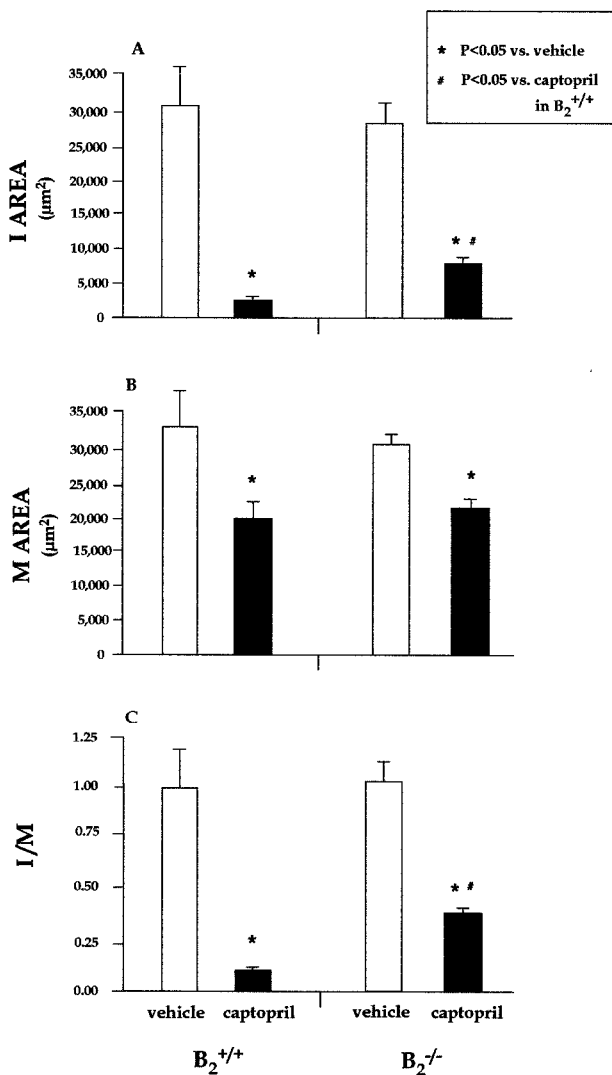 * P<0.05 vs. vehicle
# P<0.05 vs. captopril
in B₂⁺/⁺
A
35,000
30,000
25,000
20,000
15,000
10,000
5,000
0
I AREA
(µm²)
*
* #
B
35,000
30,000
25,000
20,000
15,000
10,000
5,000
0
M AREA
(µm²)
*
*
C
1.25
1.00
0.75
0.50
0.25
0.00
I/M
*
* #
vehicle captopril vehicle captopril
B₂⁺/⁺ B₂⁻/⁻